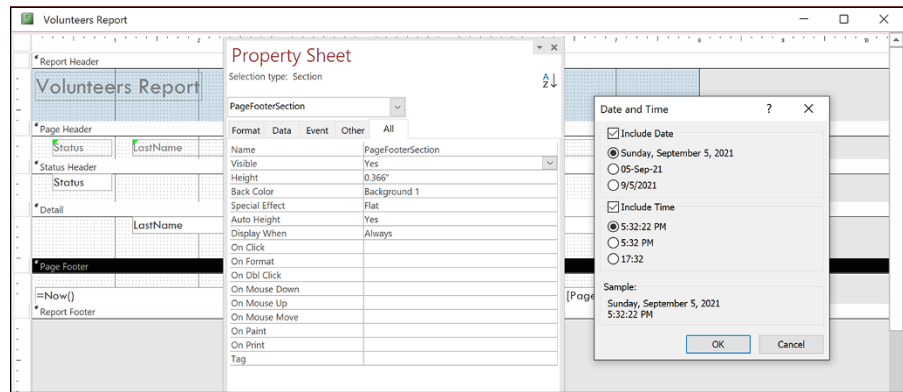 Volunteers Report
Report Header
Volunteers Report
Page Header
Status LastName
Status Header
Status
Detail
LastName
Page Footer
=Now()
[Page
Report Footer
Property Sheet
Selection type: Section
PageFooterSection
Format Data Event Other All
Name PageFooterSection
Visible Yes
Height 0.366"
Back Color Background 1
Special Effect Flat
Auto Height Yes
Display When Always
On Click
On Format
On Dbl Click
On Mouse Down
On Mouse Up
On Mouse Move
On Paint
On Print
Tag
Date and Time ? X
Include Date
Sunday, September 5, 2021
05-Sep-21
9/5/2021
Include Time
5:32:22 PM
5:32 PM
17:32
Sample:
Sunday, September 5, 2021
5:32:22 PM
OK Cancel